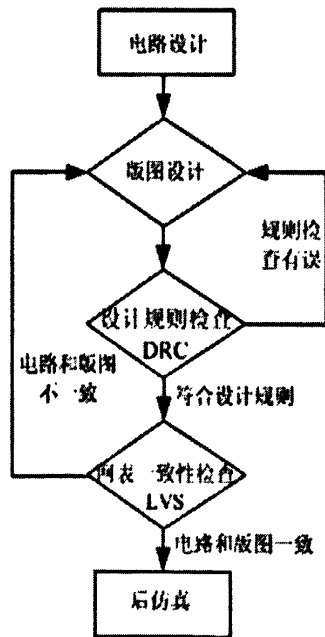 电路设计
版图设计
规则检
查有误
设计规则检查
DRC
电路和版图
不一致
符合设计规则
网表一致性检查
LVS
电路和版图一致
后仿真